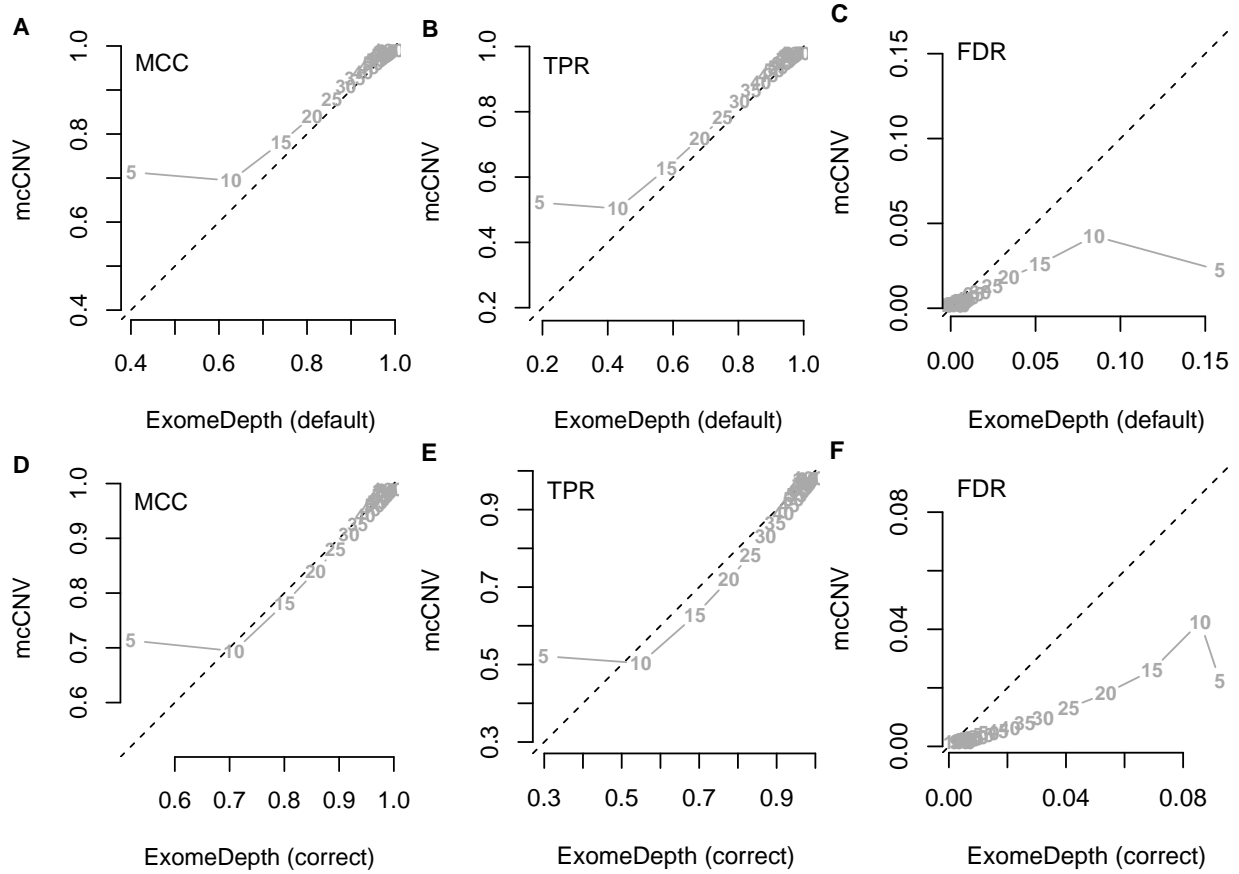 A
MCC
mcCNV
0.4 0.6 0.8 1.0
5 10 15 20 25 30
0.4 0.6 0.8 1.0
ExomeDepth (default)
B
TPR
mcCNV
0.2 0.4 0.6 0.8 1.0
5 10 15 20 25 30
0.2 0.4 0.6 0.8 1.0
ExomeDepth (default)
C
FDR
mcCNV
0.00 0.05 0.10 0.15
25 20 15 10 5
0.00 0.05 0.10 0.15
ExomeDepth (default)
D
MCC
mcCNV
0.6 0.7 0.8 0.9 1.0
5 10 15 20 25 30
0.6 0.7 0.8 0.9 1.0
ExomeDepth (correct)
E
TPR
mcCNV
0.3 0.5 0.7 0.9
5 10 15 20 25 30 35
0.3 0.5 0.7 0.9
ExomeDepth (correct)
F
FDR
mcCNV
0.00 0.04 0.08
35 30 25 20 15 10 5
0.00 0.04 0.08
ExomeDepth (correct)